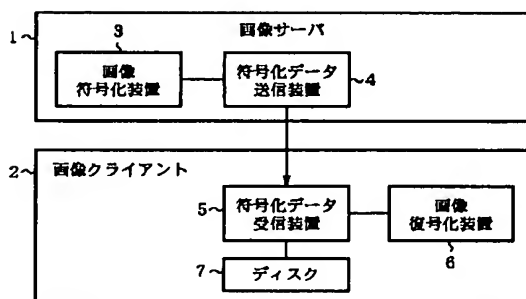 画像サーバ
1
3
画像
符号化装置
符号化データ
送信装置
4
2
画像クライアント
5
符号化データ
受信装置
画像
復号化装置
6
7
ディスク